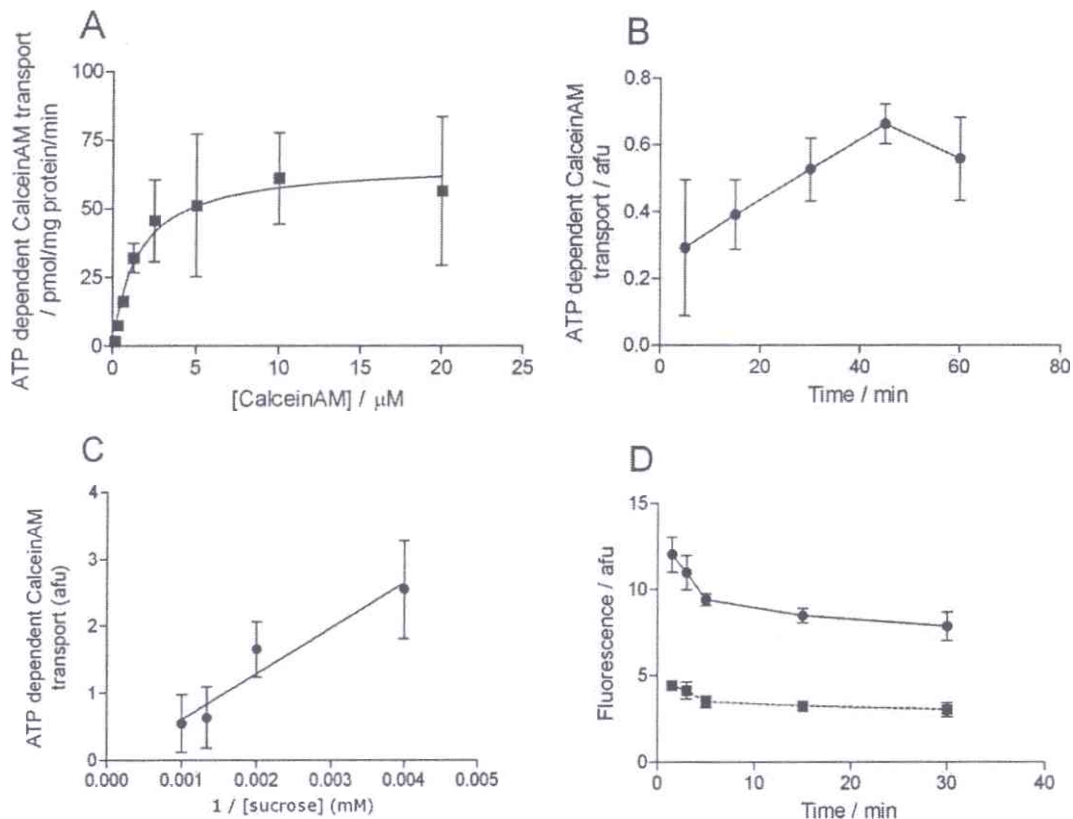 A
ATP dependent CalceinAM transport
/ pmol/mg protein/min
100
75
50
25
0
0 5 10 15 20 25
[CalceinAM] / μM
B
ATP dependent CalceinAM
transport / afu
0.8
0.6
0.4
0.2
0.0
0 20 40 60 80
Time / min
C
ATP dependent CalceinAM
transport (afu)
4
3
2
1
0
0.000 0.001 0.002 0.003 0.004 0.005
1 / [sucrose] (mM)
D
Fluorescence / afu
15
10
5
0
0 10 20 30 40
Time / min